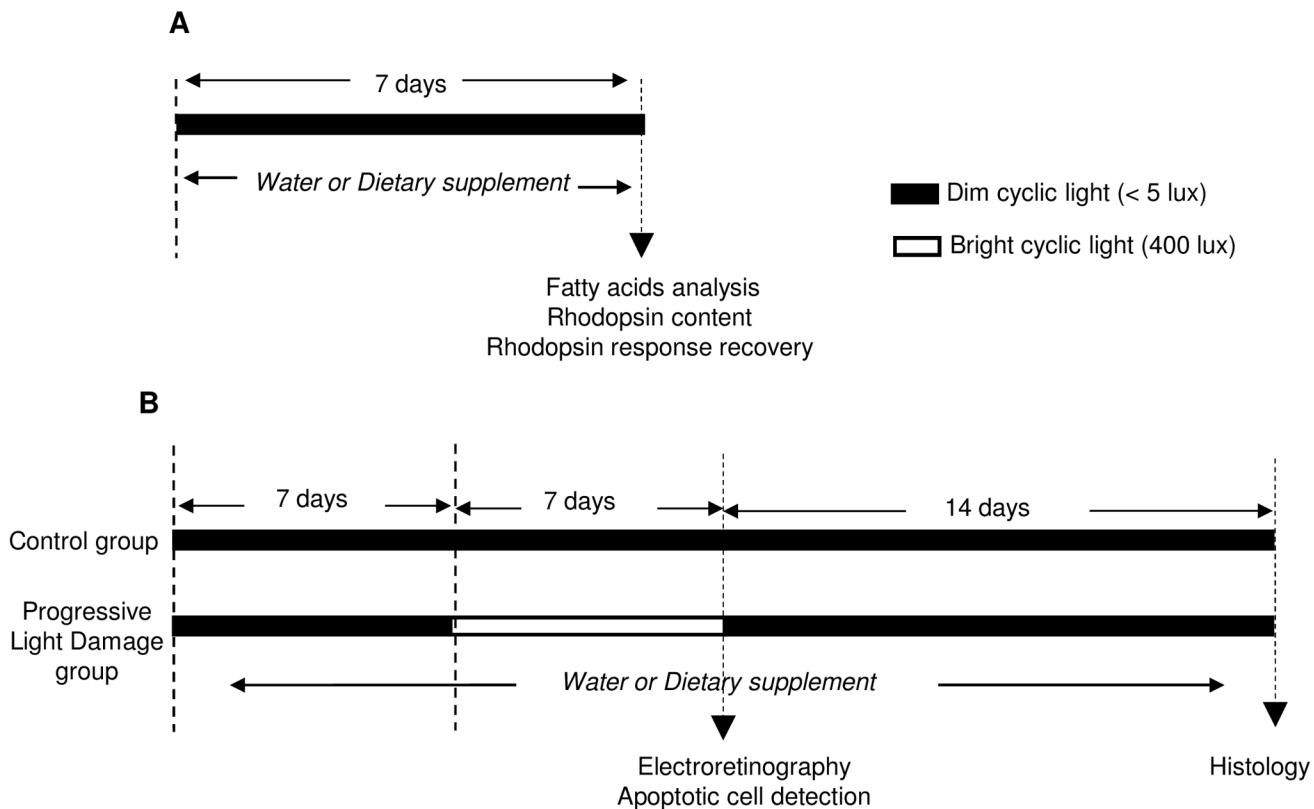 A
7 days
Water or Dietary supplement
Dim cyclic light (< 5 lux)
Bright cyclic light (400 lux)
Fatty acids analysis
Rhodopsin content
Rhodopsin response recovery
B
7 days
7 days
14 days
Control group
Progressive
Light Damage
group
Water or Dietary supplement
Electroretinography
Apoptotic cell detection
Histology